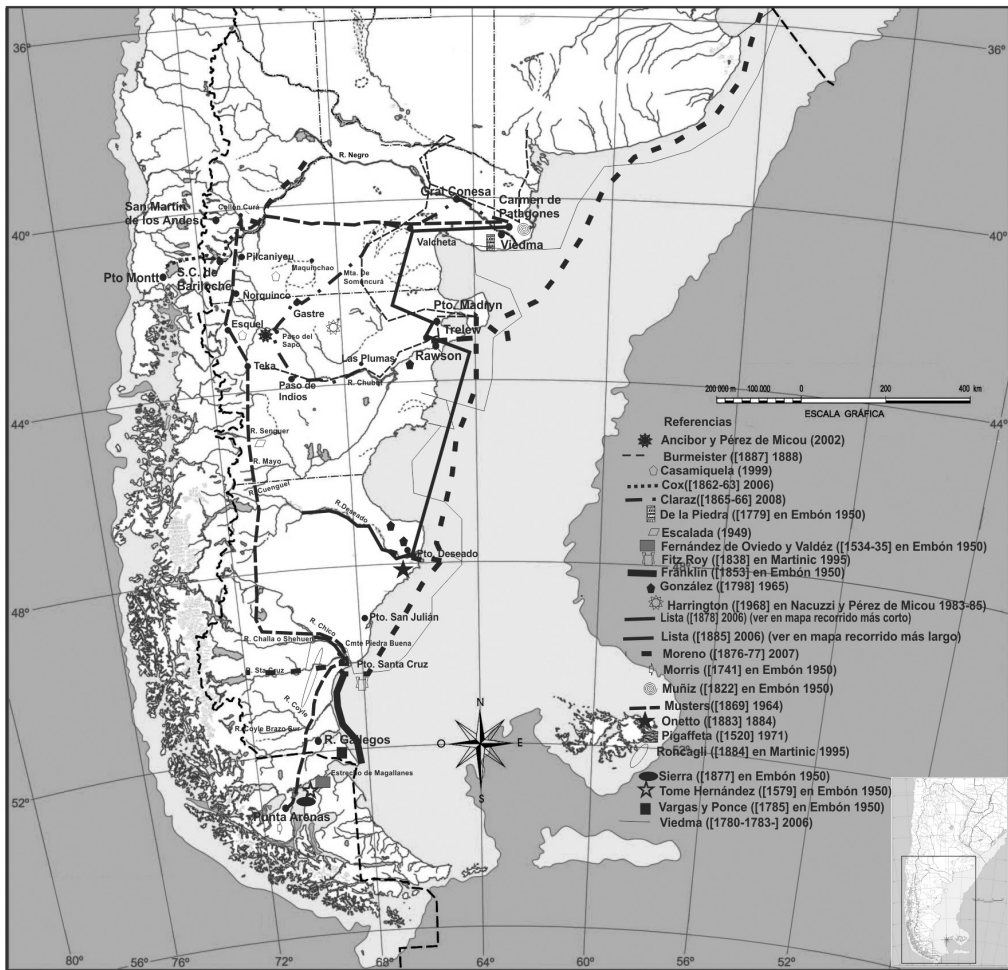 36º
36º
40º
40º
44º
44º
48º
48º
52º
80º
76º
76º
72º
68º
64º
60º
56º
52º
R. Negro
Gral Conesa
Carmen de
Patagones
San Martín
de los Andes
Collón Curá
Viedma
Valcheta
Pilcaniyeu
Maquinchao
Mta. De
Somoncurá
Pto Montt
S.C. de
Bariloche
Ñorquinco
Gastre
Pto. Madryn
Esquel
Trelew
Paso del
Sapo
Rawson
Las Plumas
Teka
R. Chubut
Paso de
Indios
R. Senguer
R. Mayo
R. Cuenguel
R. Deseado
Pto. Deseado
Pto. San Julián
R. Chico
R. Chalia o Shehuen
Cmte Piedra Buena
Pto. Santa Cruz
R. Sta Cruz
R. Coyle
R. Coyle Brazo Sur
R. Gallegos
Estrecho de Magallanes
Punta Arenas
N
O
E
S
200 000 m
100.000
0
200
400 km
ESCALA GRÁFICA
Referencias
Ancibor y Pérez de Micou (2002)
Burmeister ([1887] 1888)
Casamiquela (1999)
Cox([1862-63] 2006)
Claraz([1865-66] 2008)
De la Piedra ([1779] en Embón 1950)
Escalada (1949)
Fernández de Oviedo y Valdéz ([1534-35] en Embón 1950)
Fitz Roy ([1838] en Martinic 1995)
Franklin ([1853] en Embón 1950)
González ([1798] 1965)
Harrington ([1968] en Nacuzzi y Pérez de Micou 1983-85)
Lista ([1878] 2006) (ver en mapa recorrido más corto)
Lista ([1885] 2006) (ver en mapa recorrido más largo)
Moreno ([1876-77] 2007)
Morris ([1741] en Embón 1950)
Muñiz ([1822] en Embón 1950)
Musters([1869] 1964)
Onetto ([1883] 1884)
Pigaffeta ([1520] 1971)
Roncagli ([1884] en Martinic 1995)
Sierra ([1877] en Embón 1950)
Tome Hernández ([1579] en Embón 1950)
Vargas y Ponce ([1785] en Embón 1950)
Viedma ([1780-1783-] 2006)